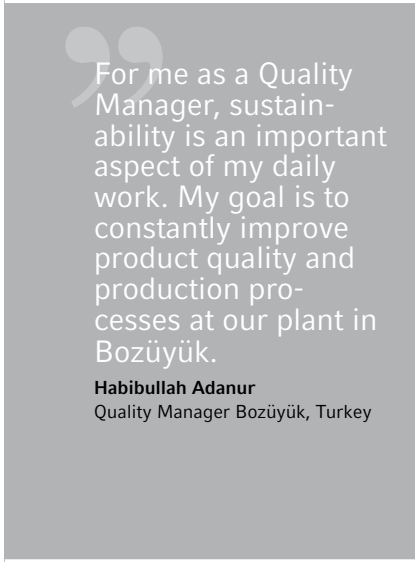 ”
For me as a Quality
Manager, sustain-
ability is an important
aspect of my daily
work. My goal is to
constantly improve
product quality and
production pro-
cesses at our plant in
Bozüyük.
Habibullah Adanur
Quality Manager Bozüyük, Turkey